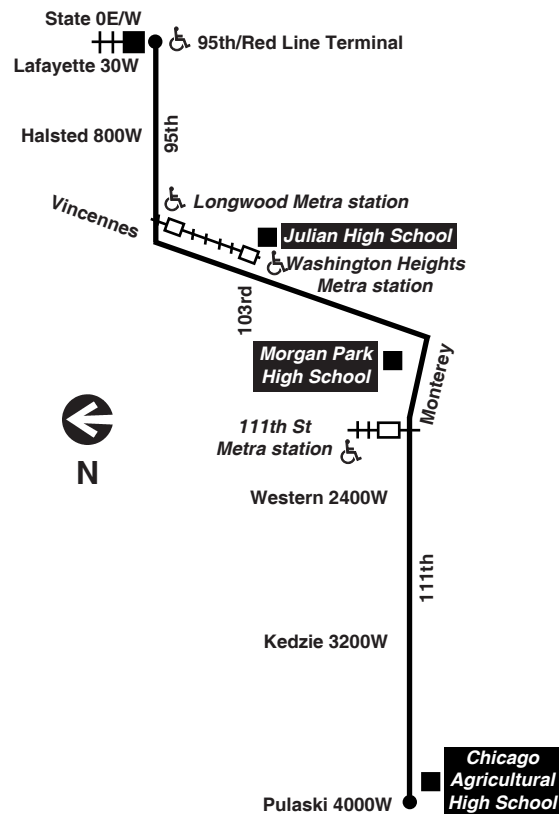 State 0E/W
95th/Red Line Terminal
Lafayette 30W
Halsted 800W
95th
Longwood Metra station
Vincennes
Julian High School
Washington Heights
Metra station
103rd
Morgan Park
High School
Monterey
111th St
Metra station
N
Western 2400W
111th
Kedzie 3200W
Chicago
Agricultural
High School
Pulaski 4000W